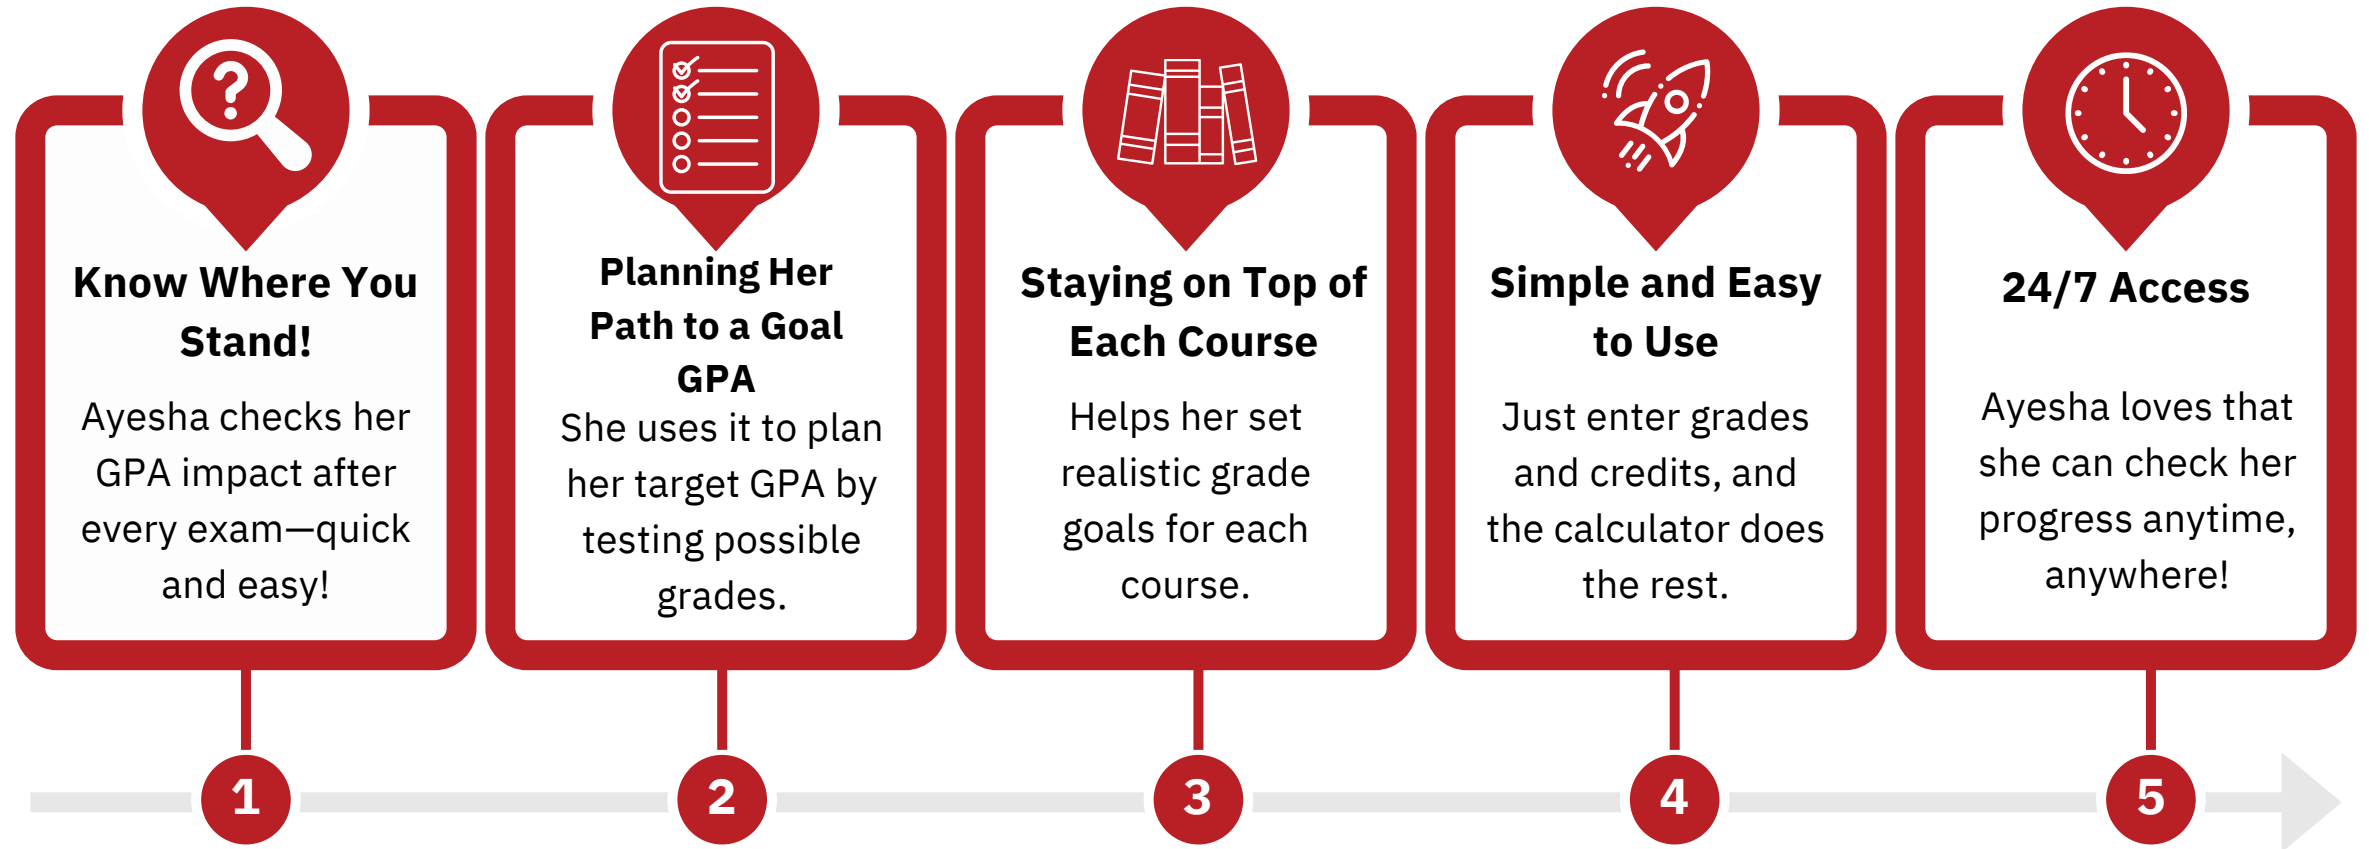 ?
Know Where You
Stand!
Ayesha checks her
GPA impact after
every exam—quick
and easy!
Planning Her
Path to a Goal
GPA
She uses it to plan
her target GPA by
testing possible
grades.
Staying on Top of
Each Course
Helps her set
realistic grade
goals for each
course.
Simple and Easy
to Use
Just enter grades
and credits, and
the calculator does
the rest.
24/7 Access
Ayesha loves that
she can check her
progress anytime,
anywhere!
1
2
3
4
5